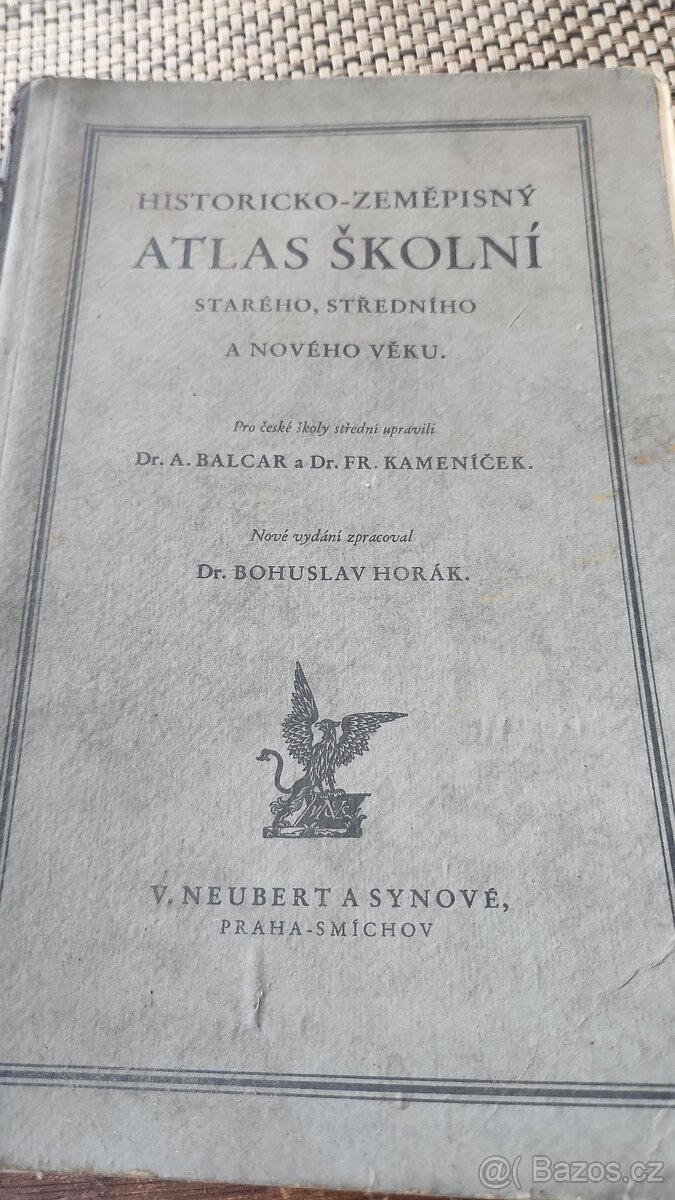 HISTORICKO-ZEMĚPISNÝ
ATLAS ŠKOLNÍ
STARÉHO, STŘEDNÍHO
A NOVÉHO VĚKU.
Pro české školy střední upravili
Dr. A. BALCAR a Dr. FR. KAMENÍČEK.
Nové vydání zpracoval
Dr. BOHUSLAV HORÁK.
V. NEUBERT A SYNOVÉ,
PRAHA-SMÍCHOV
Bazos.cz